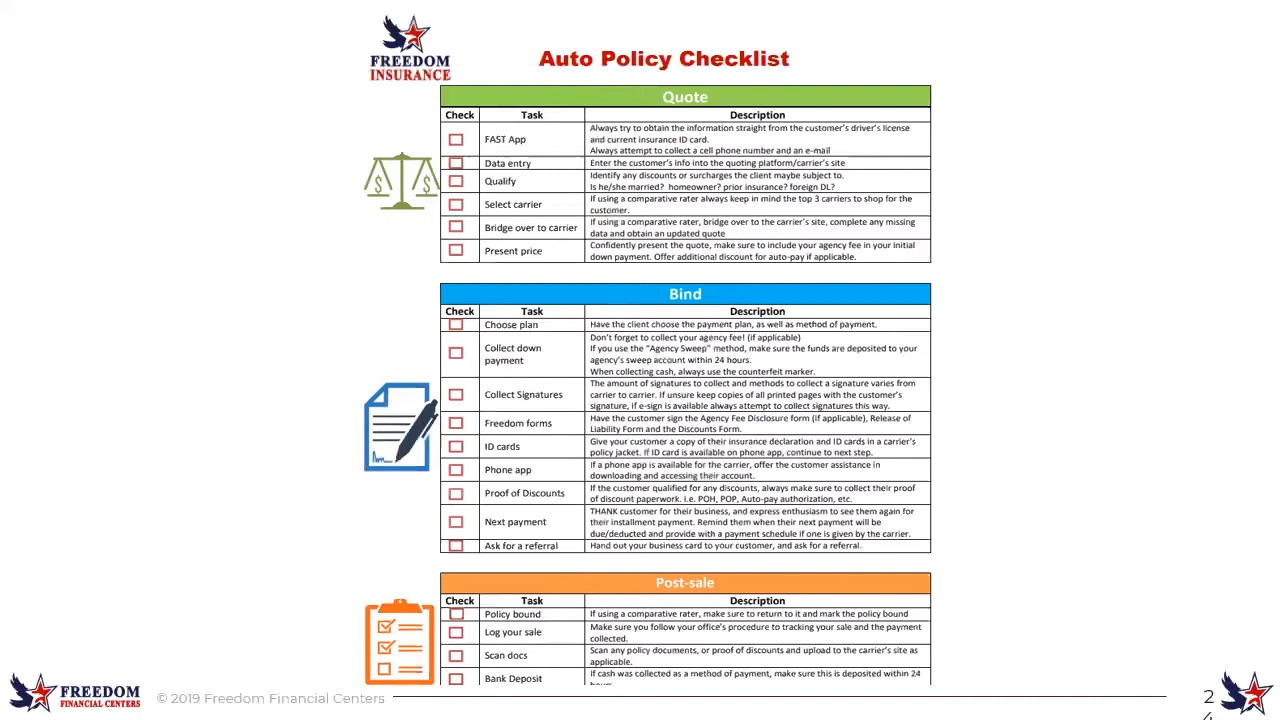 FREEDOM
INSURANCE
Auto Policy Checklist
Quote
Check Task Description
FAST App
Always try to obtain the information straight from the customer's driver's license
and current insurance ID card.
Always attempt to collect a cell phone number and an e-mail
Data entry Enter the customer's info into the quoting platform/carrier's site
Qualify
Identify any discounts or surcharges the client maybe subject to.
Is he/she married? homeowner? prior insurance? foreign DL?
Select carrier
If using a comparative rater always keep in mind the top 3 carriers to shop for the
customer.
Bridge over to carrier
If using a comparative rater, bridge over to the carrier's site, complete any missing
data and obtain an updated quote
Present price
Confidently present the quote, make sure to include your agency fee in your initial
down payment. Offer additional discount for auto-pay if applicable.
Bind
Check Task Description
Choose plan Have the client choose the payment plan, as well as method of payment.
Collect down
payment
Don't forget to collect your agency fee! (if applicable)
If you use the "Agency Sweep" method, make sure the funds are deposited to your
agency's sweep account within 24 hours.
When collecting cash, always use the counterfeit marker.
Collect Signatures
The amount of signatures to collect and methods to collect a signature varies from
carrier to carrier. If unsure keep copies of all printed pages with the customer's
signature, if e-sign is available always attempt to collect signatures this way.
Freedom forms
Have the customer sign the Agency Fee Disclosure form (if applicable), Release of
Liability Form and the Discounts Form.
ID cards
Give your customer a copy of their insurance declaration and ID cards in a carrier's
policy jacket. If ID card is available on phone app, continue to next step.
Phone app
If a phone app is available for the carrier, offer the customer assistance in
downloading and accessing their account.
Proof of Discounts
If the customer qualified for any discounts, always make sure to collect their proof
of discount paperwork. i.e. POH, POP, Auto-pay authorization, etc.
Next payment
THANK customer for their business, and express enthusiasm to see them again for
their installment payment. Remind them when their next payment will be
due/deducted and provide with a payment schedule if one is given by the carrier.
Ask for a referral Hand out your business card to your customer, and ask for a referral.
Post-sale
Check Task Description
Policy bound If using a comparative rater, make sure to return to it and mark the policy bound
Log your sale
Make sure you follow your office's procedure to tracking your sale and the payment
collected.
Scan docs
Scan any policy documents, or proof of discounts and upload to the carrier's site as
applicable.
Bank Deposit
If cash was collected as a method of payment, make sure this is deposited within 24
FREEDOM
FINANCIAL CENTERS
© 2019 Freedom Financial Centers
2